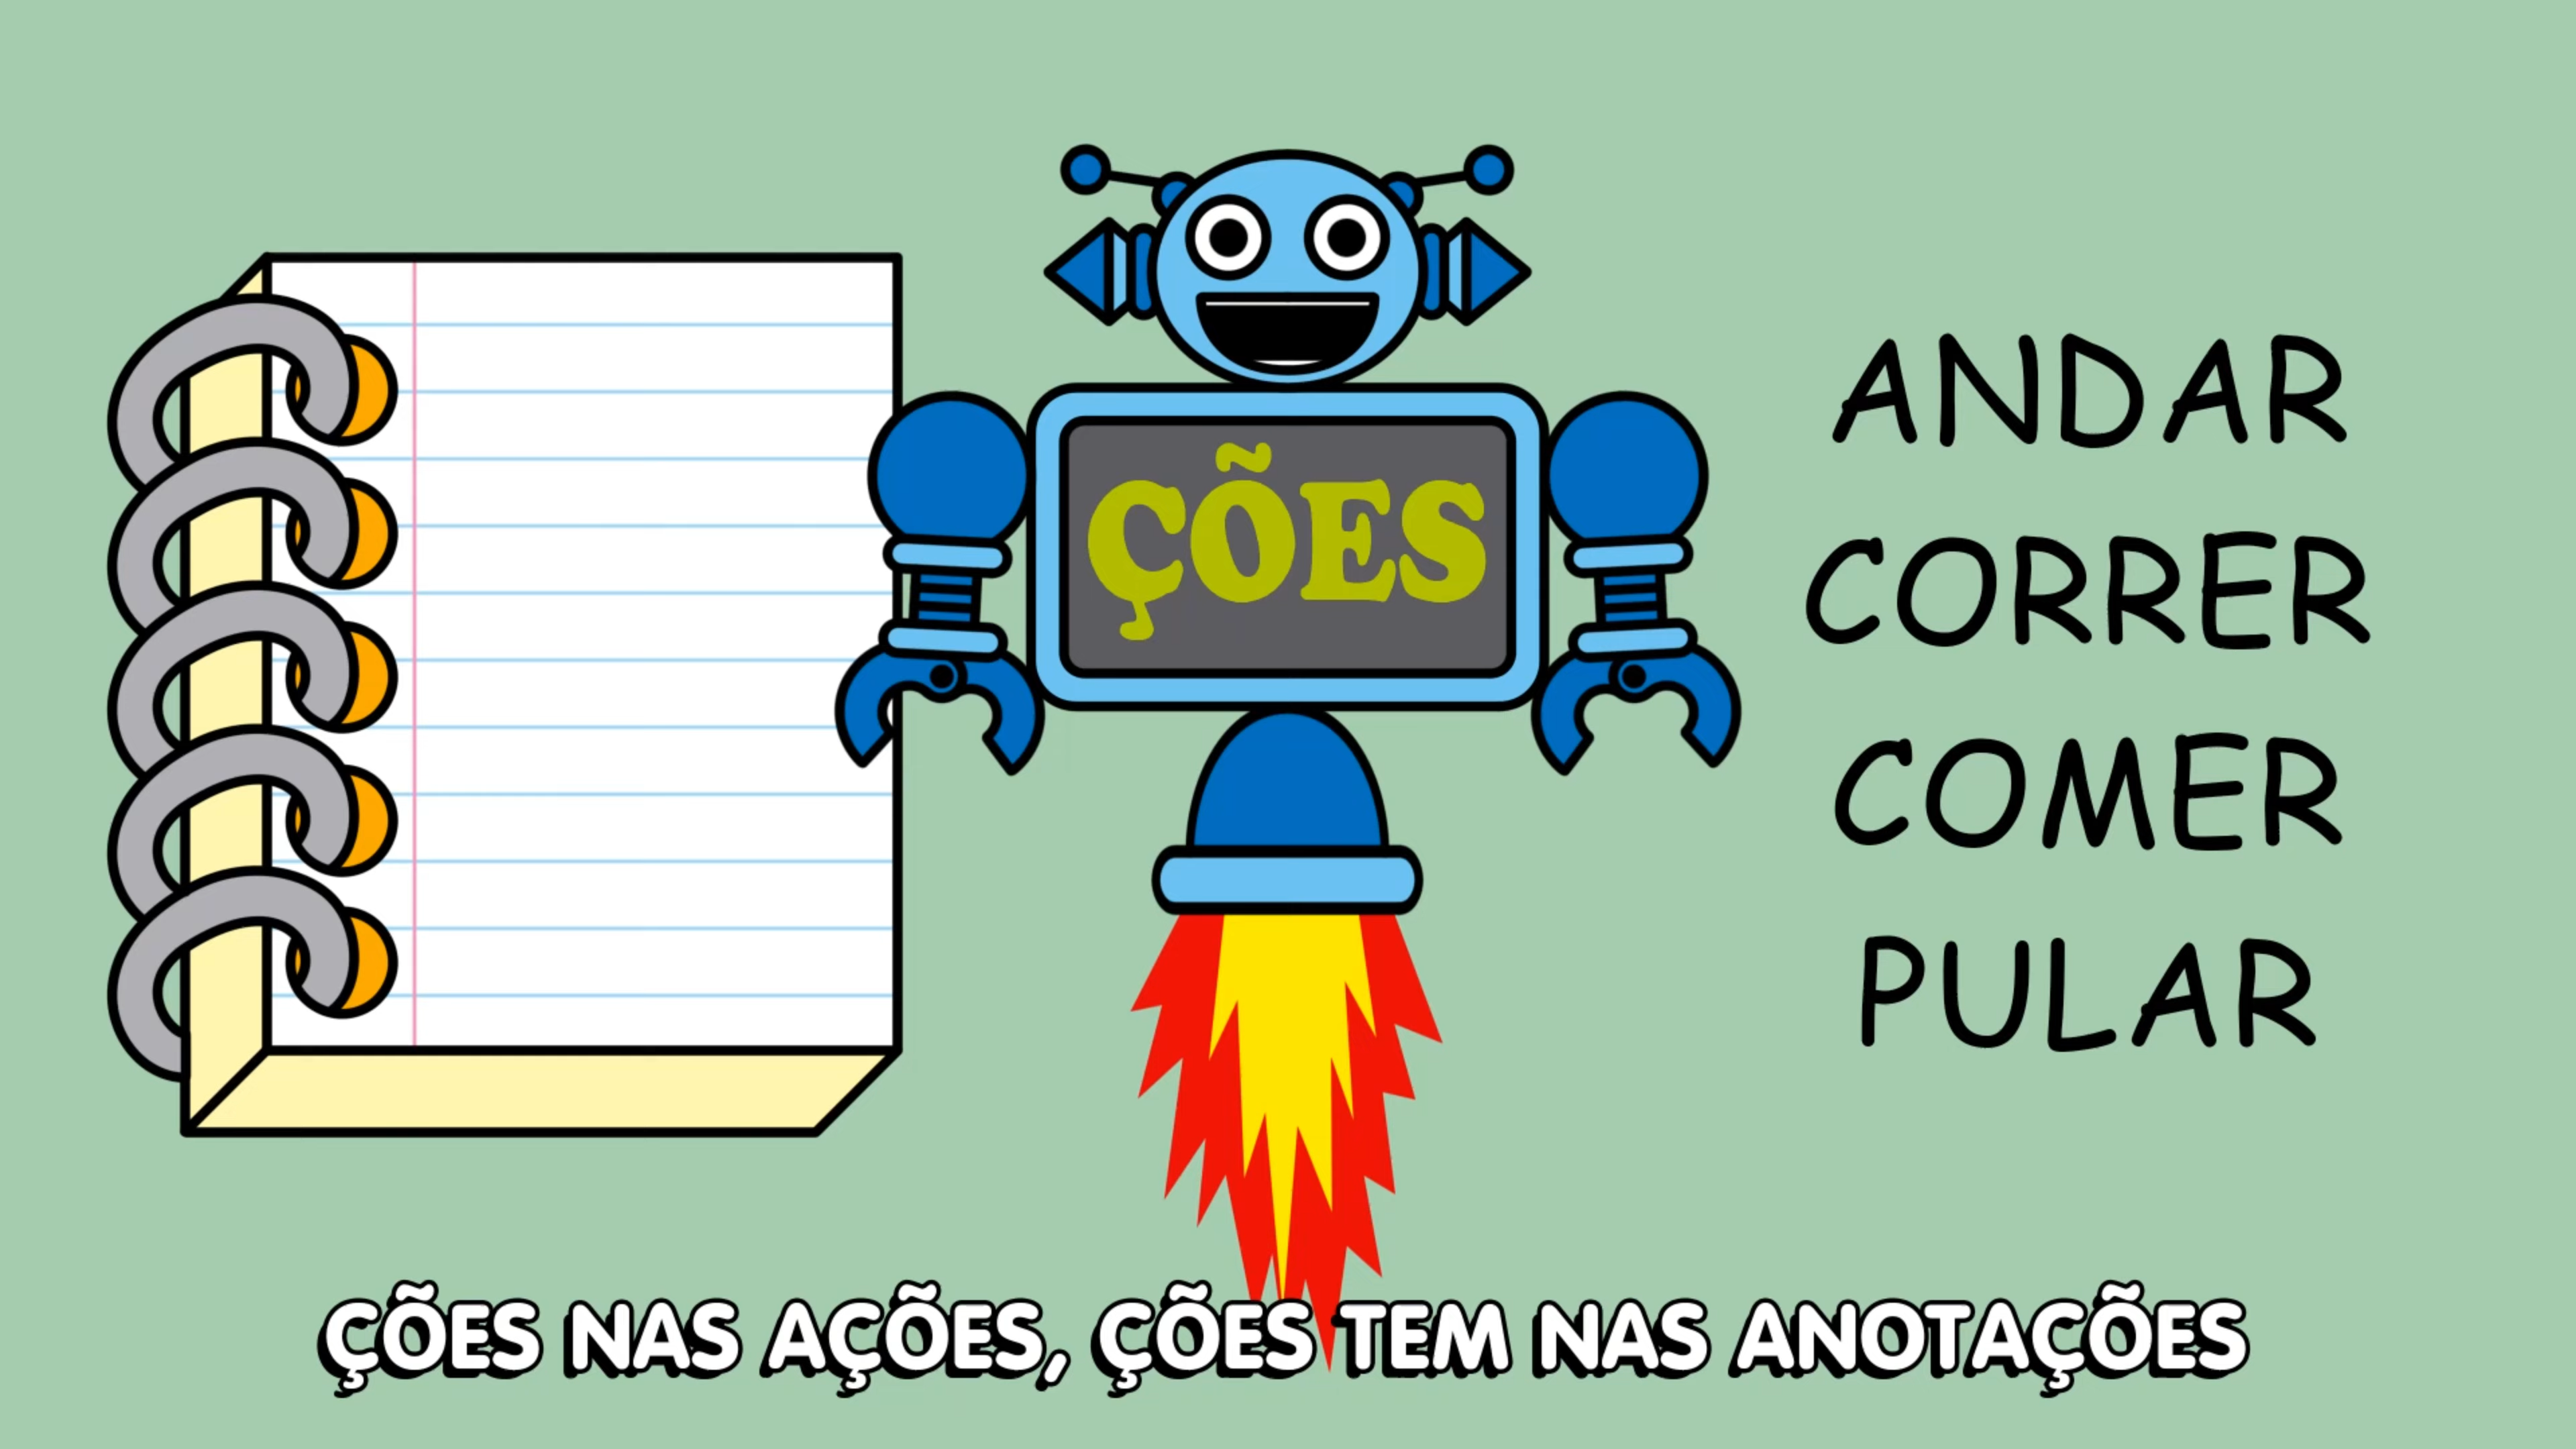 ÇÕES
ANDAR
CORRER
COMER
PULAR
ÇÕES NAS AÇÕES, ÇÕES TEM NAS ANOTAÇÕES